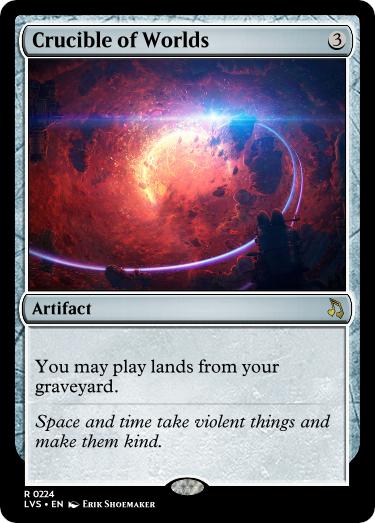 Crucible of Worlds 3
Artifact
You may play lands from your
graveyard.
Space and time take violent things and
make them kind.
R 0224
LVS • EN Erik Shoemaker